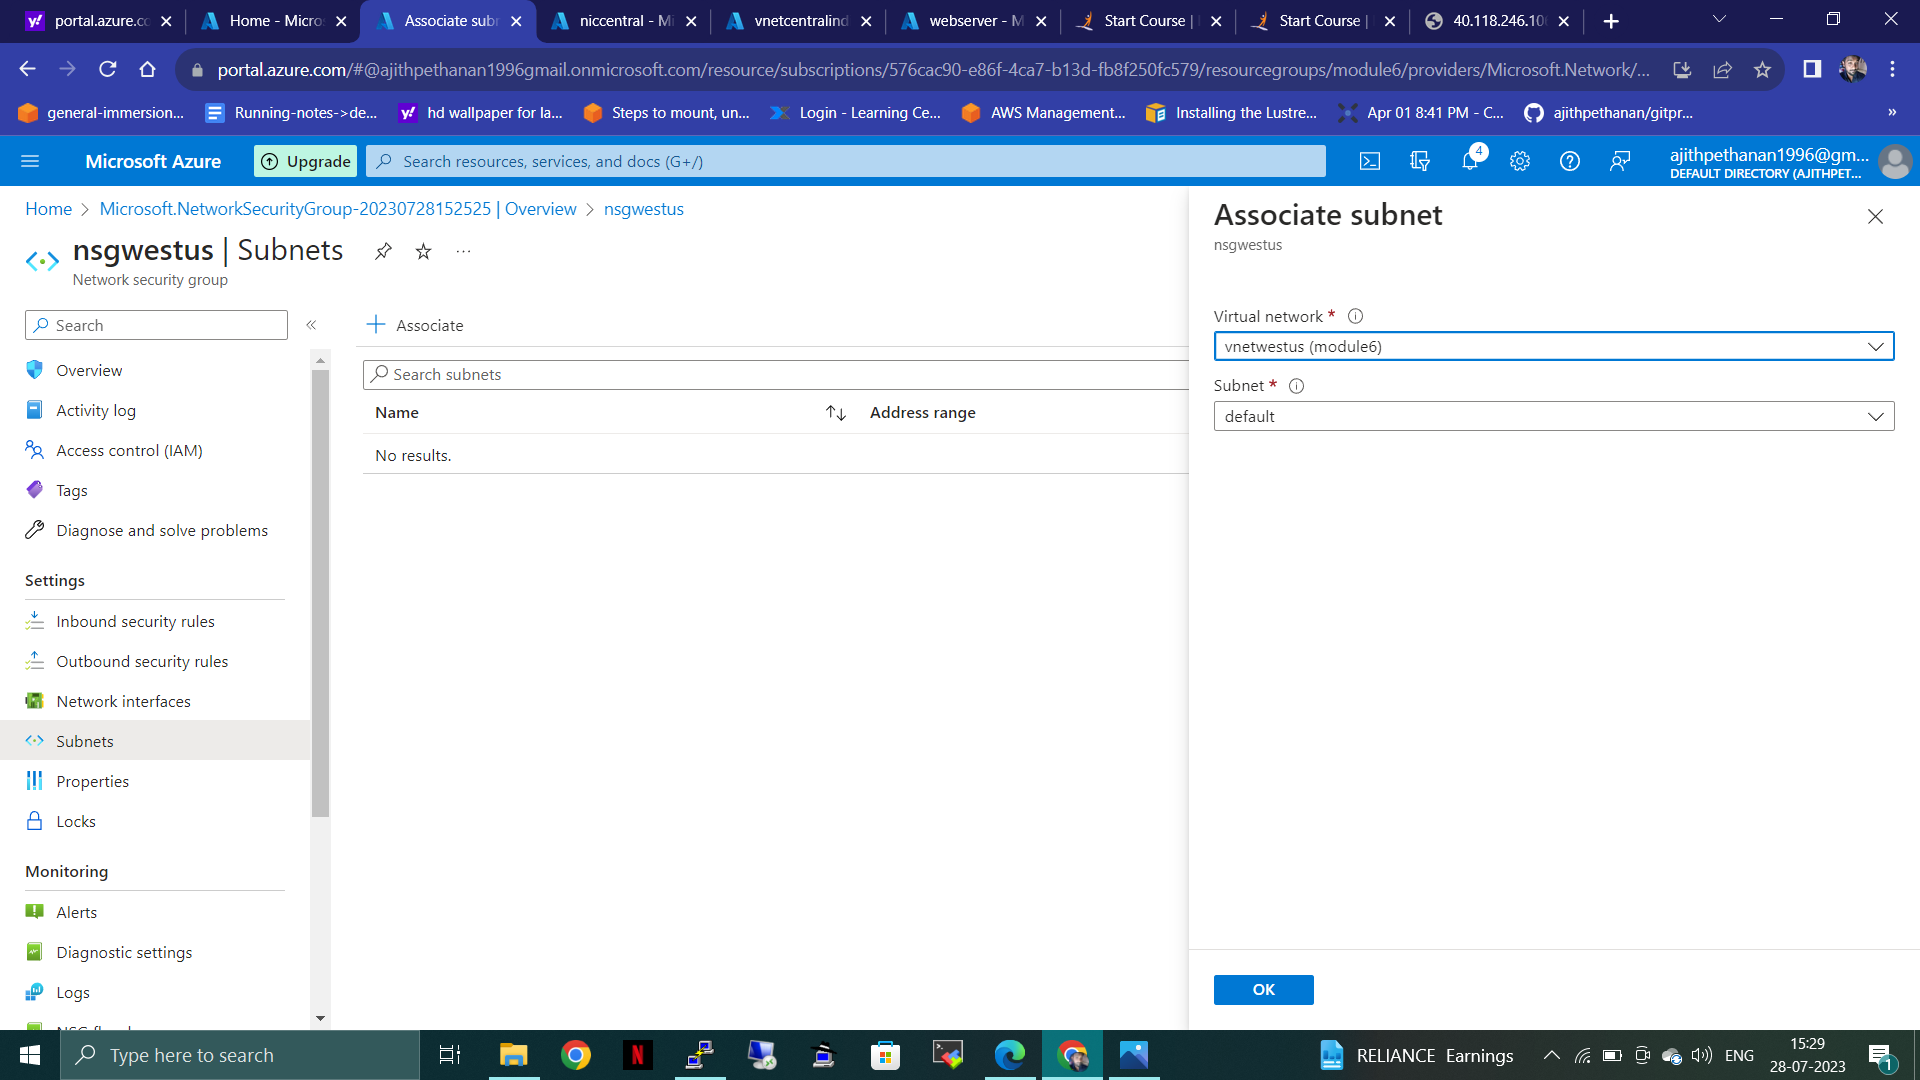 portal.azure.co
Home - Micros
Associate subn
niccentral - Mi
vnetcentralind
webserver - M
Start Course |
Start Course |
40.118.246.10
portal.azure.com/#@ajithpethanan1996gmail.onmicrosoft.com/resource/subscriptions/576cac90-e86f-4ca7-b13d-fb8f250fc579/resourcegroups/module6/providers/Microsoft.Network/...
general-immersion...
Running-notes->de...
hd wallpaper for la...
Steps to mount, un...
Login - Learning Ce...
AWS Management...
Installing the Lustre...
Apr 01 8:41 PM - C...
ajithpethanan/gitpr...
»
Microsoft Azure
Upgrade
Search resources, services, and docs (G+/)
4
ajithpethanan1996@gm...
DEFAULT DIRECTORY (AJITHPET...
Home > Microsoft.NetworkSecurityGroup-20230728152525 | Overview > nsgwestus
nsgwestus | Subnets
...
Network security group
Search
«
Overview
Activity log
Access control (IAM)
Tags
Diagnose and solve problems
Settings
Inbound security rules
Outbound security rules
Network interfaces
Subnets
Properties
Locks
Monitoring
Alerts
Diagnostic settings
Logs
Associate
Search subnets
Name
Address range
No results.
Associate subnet
nsgwestus
Virtual network *
vnetwestus (module6)
Subnet *
default
OK
Type here to search
RELIANCE Earnings
ENG
15:29
28-07-2023
1